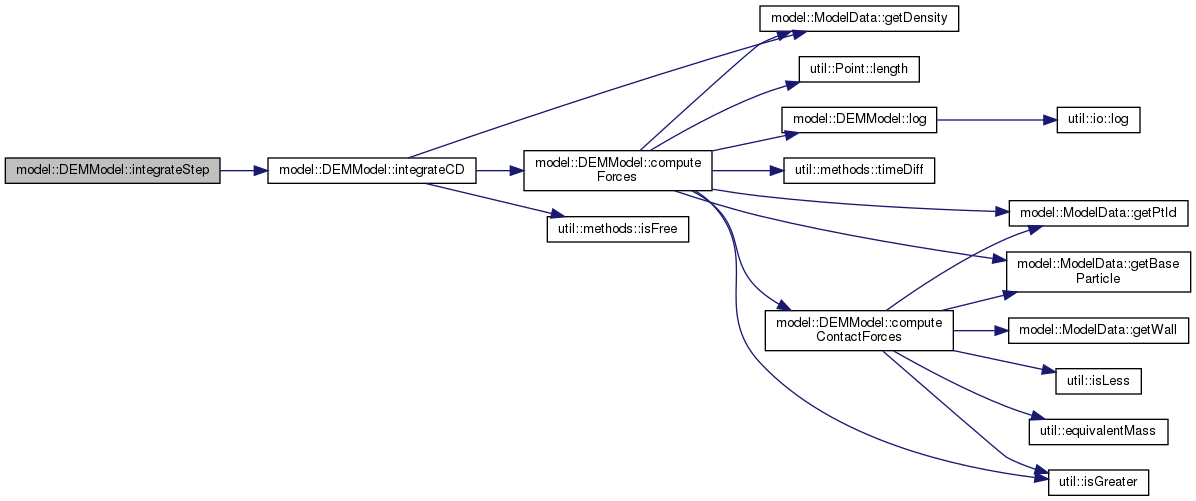 model::DEMModel::integrateStep
model::DEMModel::integrateCD
model::DEMModel::compute
Forces
util::methods::isFree
model::ModelData::getDensity
util::Point::length
model::DEMModel::log
util::methods::timeDiff
model::DEMModel::compute
ContactForces
util::io::log
model::ModelData::getPtId
model::ModelData::getBase
Particle
model::ModelData::getWall
util::isLess
util::equivalentMass
util::isGreater